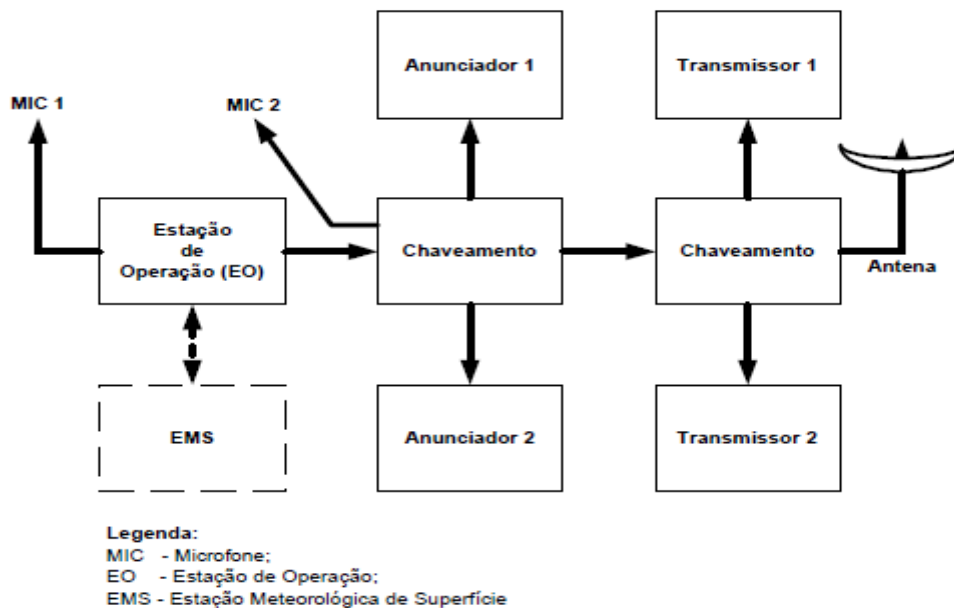 Anunciador 1
Transmissor 1
MIC 1
MIC 2
Estação
de
Operação (EO)
Chaveamento
Chaveamento
Antena
EMS
Anunciador 2
Transmissor 2
Legenda:
MIC - Microfone;
EO - Estação de Operação;
EMS - Estação Meteorológica de Superfície